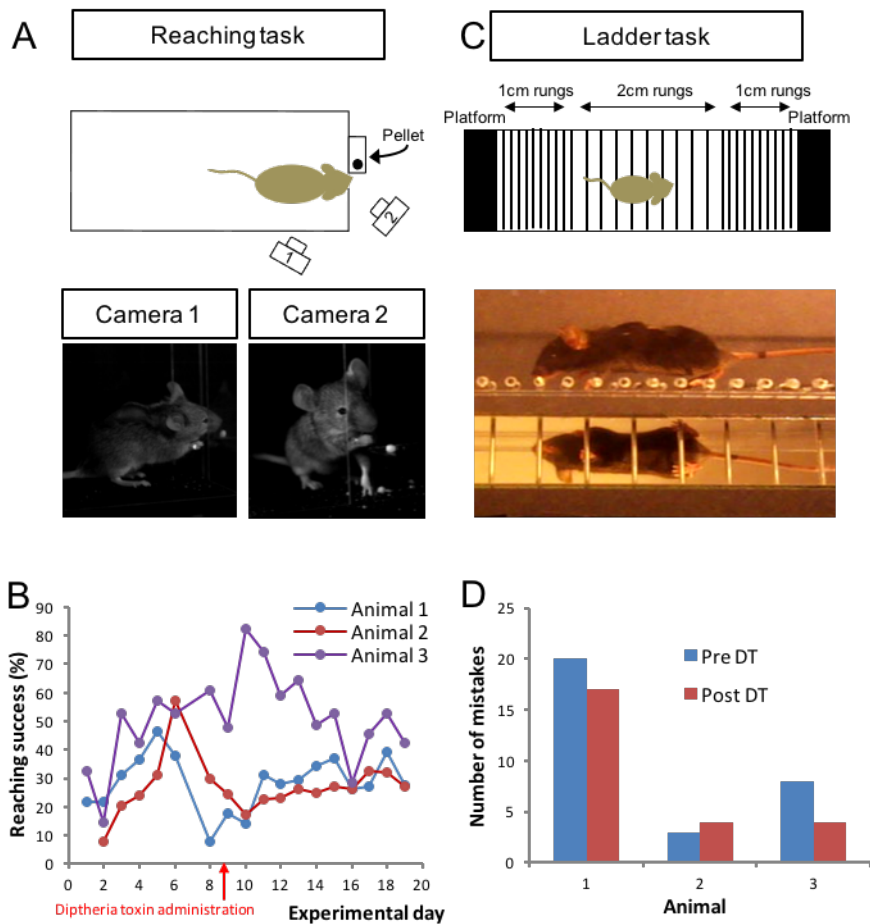 A
Reaching task
Pellet
1
2
Camera 1
Camera 2
C
Ladder task
1cm rungs
2cm rungs
1cm rungs
Platform
Platform
B
Reaching success (%)
90
80
70
60
50
40
30
20
10
0
0 2 4 6 8 10 12 14 16 18 20
Animal 1
Animal 2
Animal 3
Diptheria toxin administration
Experimental day
D
Number of mistakes
25
20
15
10
5
0
Pre DT
Post DT
1 2 3
Animal